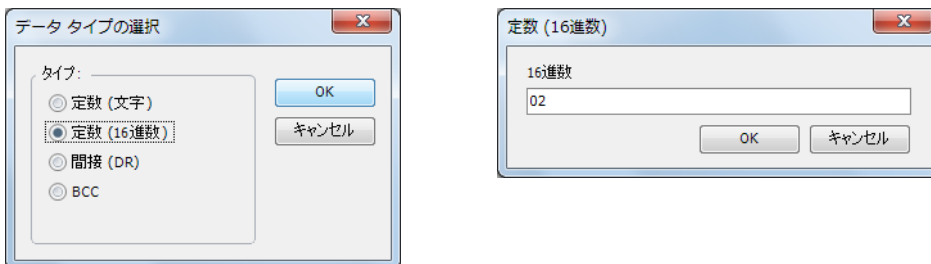 データ タイプの選択
タイプ:
定数 (文字)
定数 (16進数)
間接 (DR)
BCC
OK
キャンセル
定数 (16進数)
16進数
02
OK
キャンセル